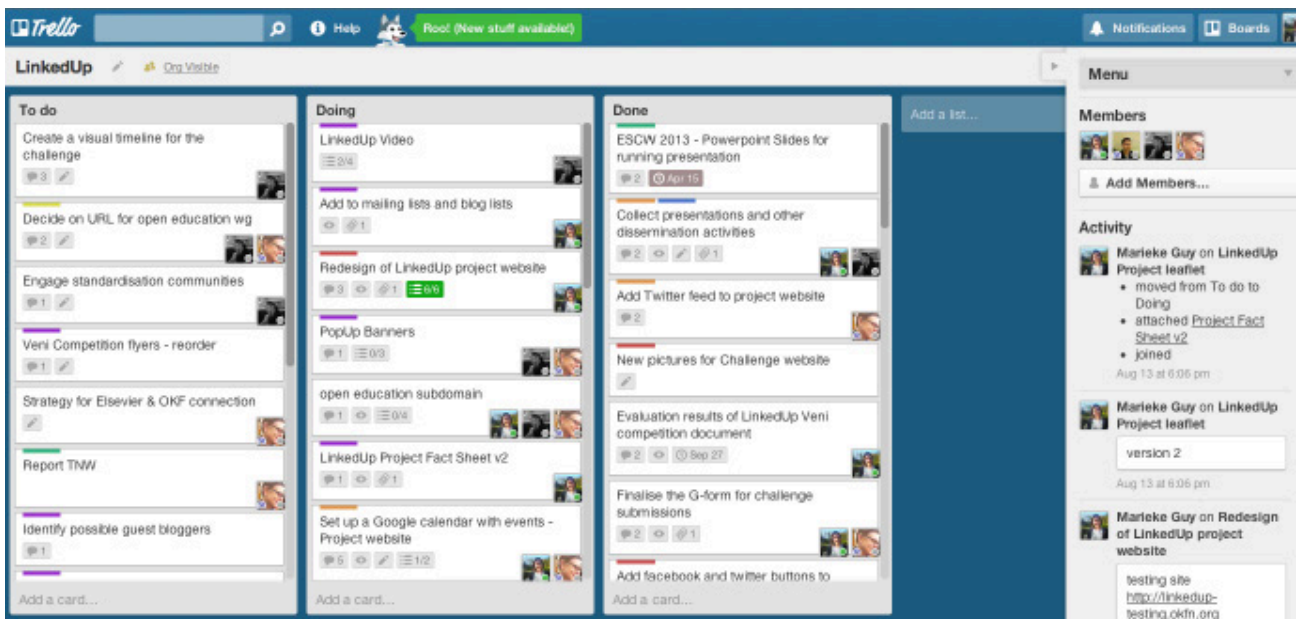 Trello
Help
Roo! (New stuff available!)
Notifications
Boards
LinkedUp
Org Visible
To do
Create a visual timeline for the
challenge
3
Decide on URL for open education wg
2
Engage standardisation communities
1
Veni Competition flyers - reorder
1
Strategy for Elsevier & OKF connection
Report TNW
Identify possible guest bloggers
1
Add a card...
Doing
LinkedUp Video
2/4
Add to mailing lists and blog lists
1
Redesign of LinkedUp project website
3 1 6/6
PopUp Banners
1 0/3
open education subdomain
1 0/4
LinkedUp Project Fact Sheet v2
1 1
Set up a Google calendar with events -
Project website
5 1/2
Add a card...
Done
ESCW 2013 - Powerpoint Slides for
running presentation
2 Apr 15
Collect presentations and other
dissemination activities
2 1
Add Twitter feed to project website
2
New pictures for Challenge website
Evaluation results of LinkedUp Veni
competition document
2 Sep 27
Finalise the G-form for challenge
submissions
2 1
Add facebook and twitter buttons to
Add a card...
Add a list...
Menu
Members
Add Members...
Activity
Marieke Guy on LinkedUp
Project leaflet
• moved from To do to
Doing
• attached Project Fact
Sheet v2
• joined
Aug 13 at 6:06 pm
Marieke Guy on LinkedUp
Project leaflet
version 2
Aug 13 at 6:06 pm
Marieke Guy on Redesign
of LinkedUp project
website
testing site
http://linkedup-
testing.okfn.org